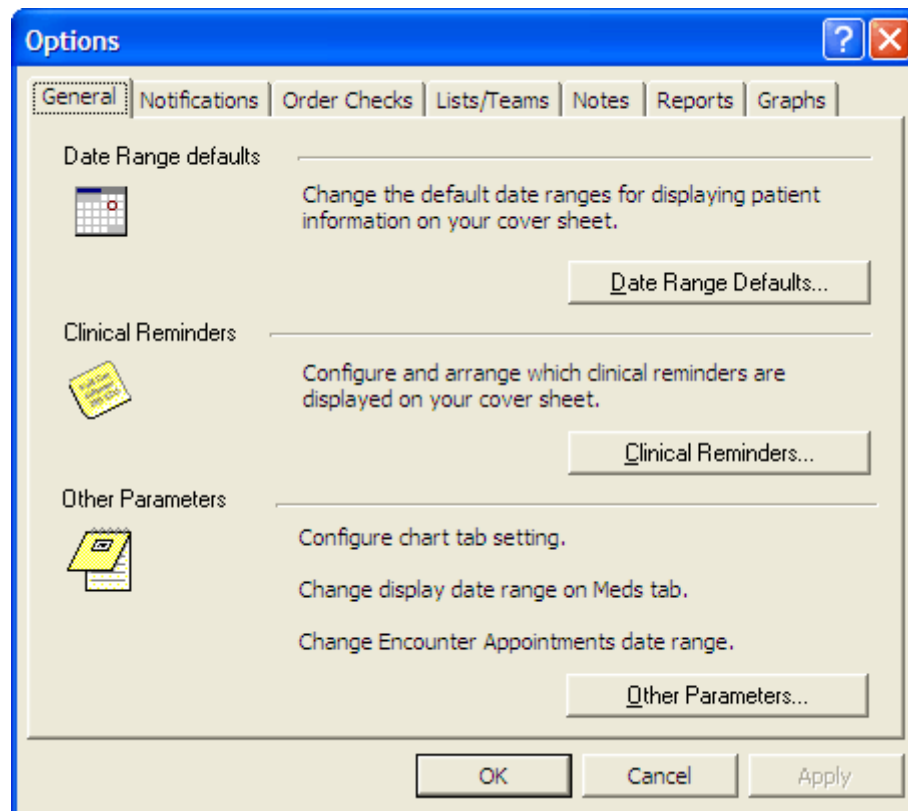 Options
General Notifications Order Checks Lists/Teams Notes Reports Graphs
Date Range defaults
Change the default date ranges for displaying patient
information on your cover sheet.
Date Range Defaults...
Clinical Reminders
Configure and arrange which clinical reminders are
displayed on your cover sheet.
Clinical Reminders...
Other Parameters
Configure chart tab setting.
Change display date range on Meds tab.
Change Encounter Appointments date range.
Other Parameters...
OK Cancel Apply